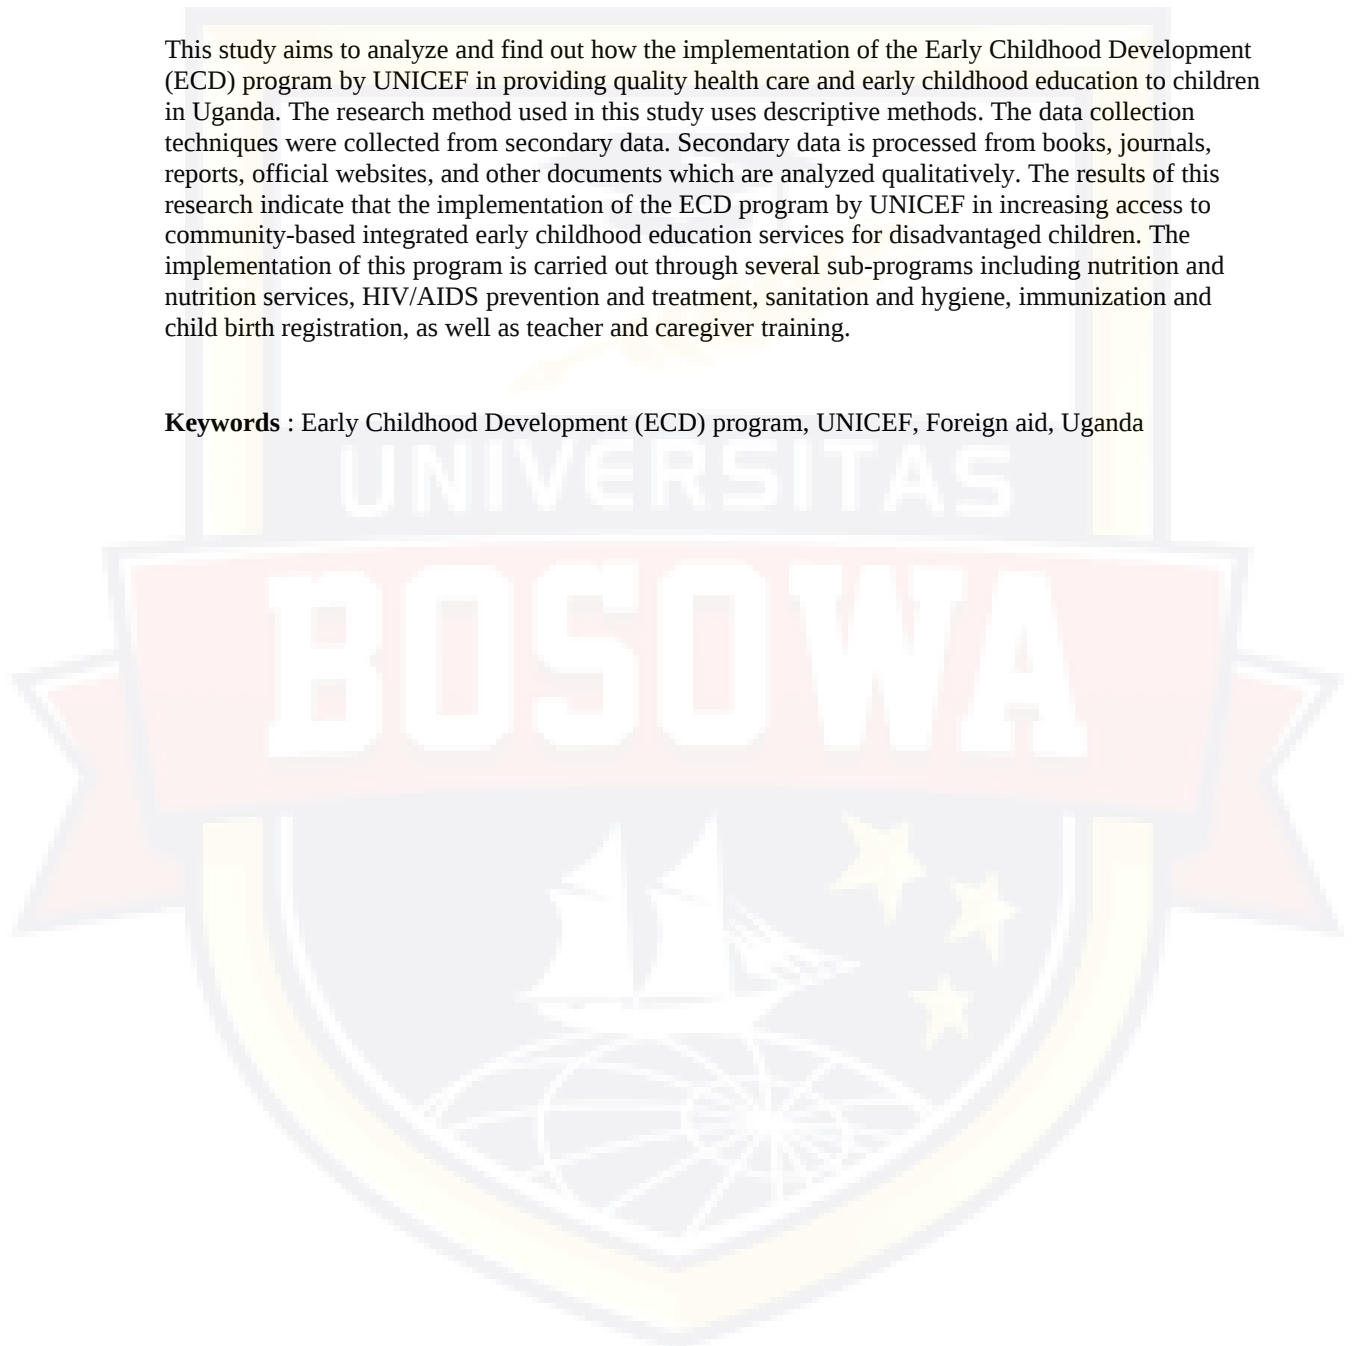 This study aims to analyze and find out how the implementation of the Early Childhood Development
(ECD) program by UNICEF in providing quality health care and early childhood education to children
in Uganda. The research method used in this study uses descriptive methods. The data collection
techniques were collected from secondary data. Secondary data is processed from books, journals,
reports, official websites, and other documents which are analyzed qualitatively. The results of this
research indicate that the implementation of the ECD program by UNICEF in increasing access to
community-based integrated early childhood education services for disadvantaged children. The
implementation of this program is carried out through several sub-programs including nutrition and
nutrition services, HIV/AIDS prevention and treatment, sanitation and hygiene, immunization and
child birth registration, as well as teacher and caregiver training.
Keywords : Early Childhood Development (ECD) program, UNICEF, Foreign aid, Uganda
UNIVERSITAS
BOSOWA